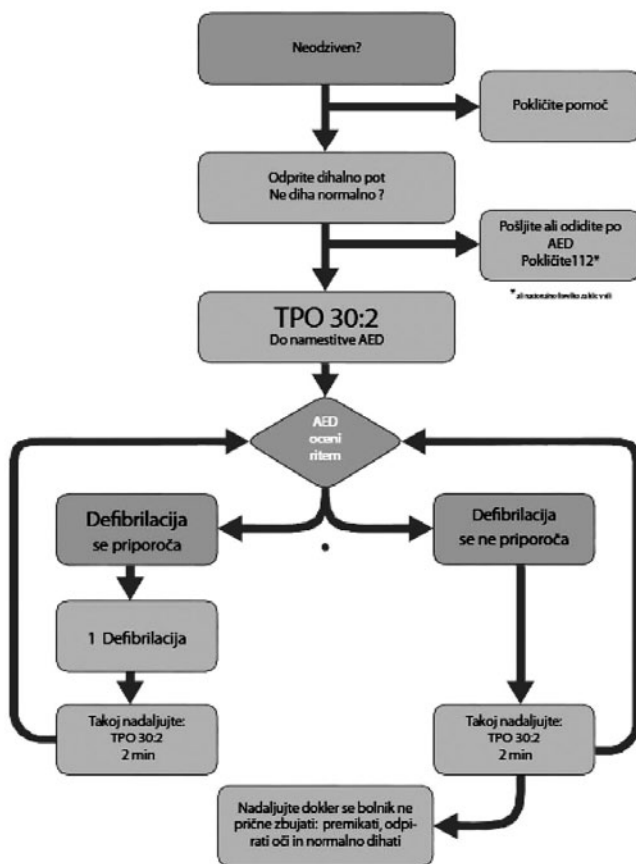 Neodziven?
Pokličite pomoč
Odprite dihalno pot
Ne diha normalno ?
Pošljite ali odidite po
AED
Pokličite112*
TPO 30:2
Do namestitve AED
AED
oceni
ritem
Defibrilacija
se priporoča
Defibrilacija
se ne priporoča
1 Defibrilacija
Takoj nadaljujte:
TPO 30:2
2 min
Takoj nadaljujte:
TPO 30:2
2 min
Nadaljujte dokler se bolnik ne
prične zbujati: premikati, odpi-
rati oči in normalno dihati